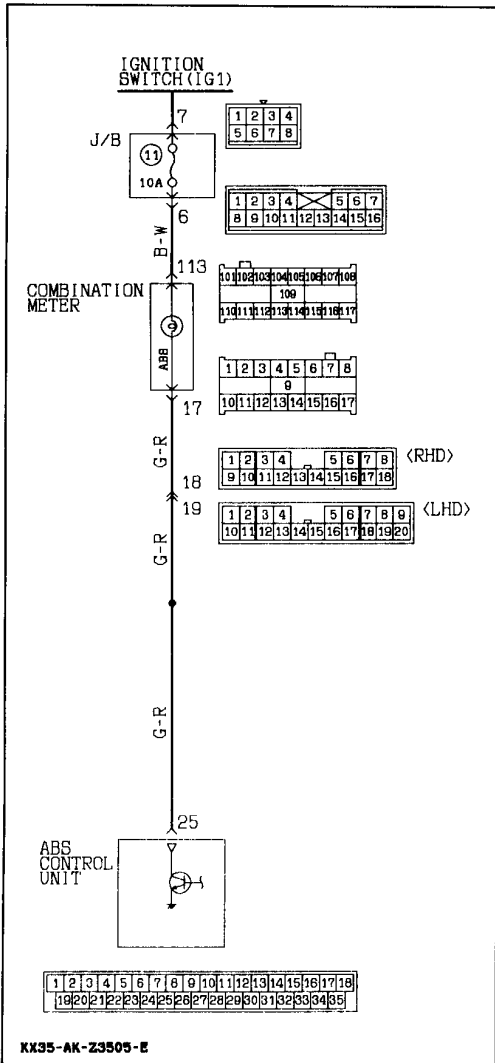 IGNITION
SWITCH(IG1)
7
1 2 3 4
5 6 7 8
J/B
11
10A
6
1 2 3 4 5 6 7
8 9 10 11 12 13 14 15 16
B-W
113
101 102 103 104 105 106 107 108
109
110 111 112 113 114 115 116 117
COMBINATION
METER
ABS
1 2 3 4 5 6 7 8
9
10 11 12 13 14 15 16 17
17
G-R
1 2 3 4 5 6 7 8 〈RHD〉
9 10 11 12 13 14 15 16 17 18
18
19
1 2 3 4 5 6 7 8 9 〈LHD〉
10 11 12 13 14 15 16 17 18 19 20
G-R
G-R
25
ABS
CONTROL
UNIT
1 2 3 4 5 6 7 8 9 10 11 12 13 14 15 16 17 18
19 20 21 22 23 24 25 26 27 28 29 30 31 32 33 34 35
XX35-AK-Z3505-E